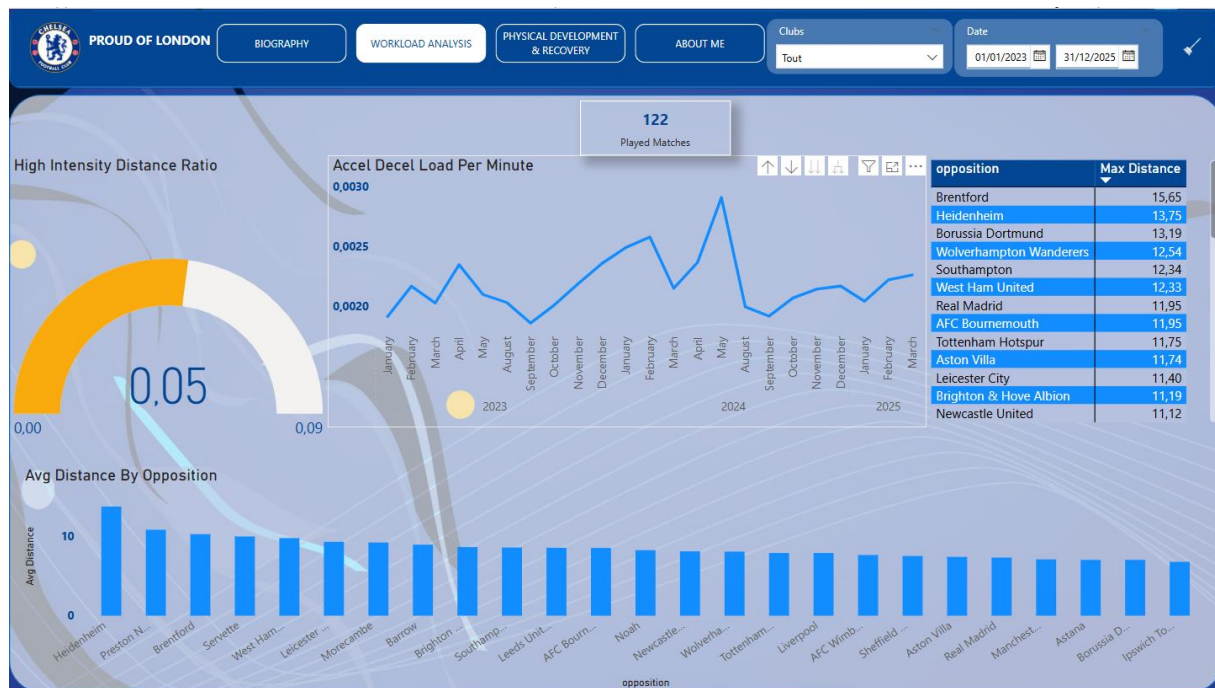 CHELSEA
FOOTBALL CLUB
PROUD OF LONDON
BIOGRAPHY
WORKLOAD ANALYSIS
PHYSICAL DEVELOPMENT
& RECOVERY
ABOUT ME
Clubs
Tout
Date
01/01/2023
31/12/2025
122
Played Matches
High Intensity Distance Ratio
0,05
0,00
0,09
Accel Decel Load Per Minute
0,0030
0,0025
0,0020
January
February
March
April
May
August
September
October
November
December
January
February
March
April
May
August
September
October
November
December
January
February
March
2023
2024
2025
opposition Max Distance
Brentford 15,65
Heidenheim 13,75
Borussia Dortmund 13,19
Wolverhampton Wanderers 12,54
Southampton 12,34
West Ham United 12,33
Real Madrid 11,95
AFC Bournemouth 11,95
Tottenham Hotspur 11,75
Aston Villa 11,74
Leicester City 11,40
Brighton & Hove Albion 11,19
Newcastle United 11,12
Avg Distance By Opposition
Avg Distance
10
0
Heidenheim
Preston N...
Brentford
Servette
West Ham...
Leicester ...
Morecambe
Barrow
Brighton ...
Southamp...
Leeds Unit...
AFC Bourn...
Noah
Newcastle...
Wolverha...
Tottenham...
Liverpool
AFC Wimb...
Sheffield ...
Aston Villa
Real Madrid
Manchest...
Astana
Borussia D...
Ipswich To...
opposition